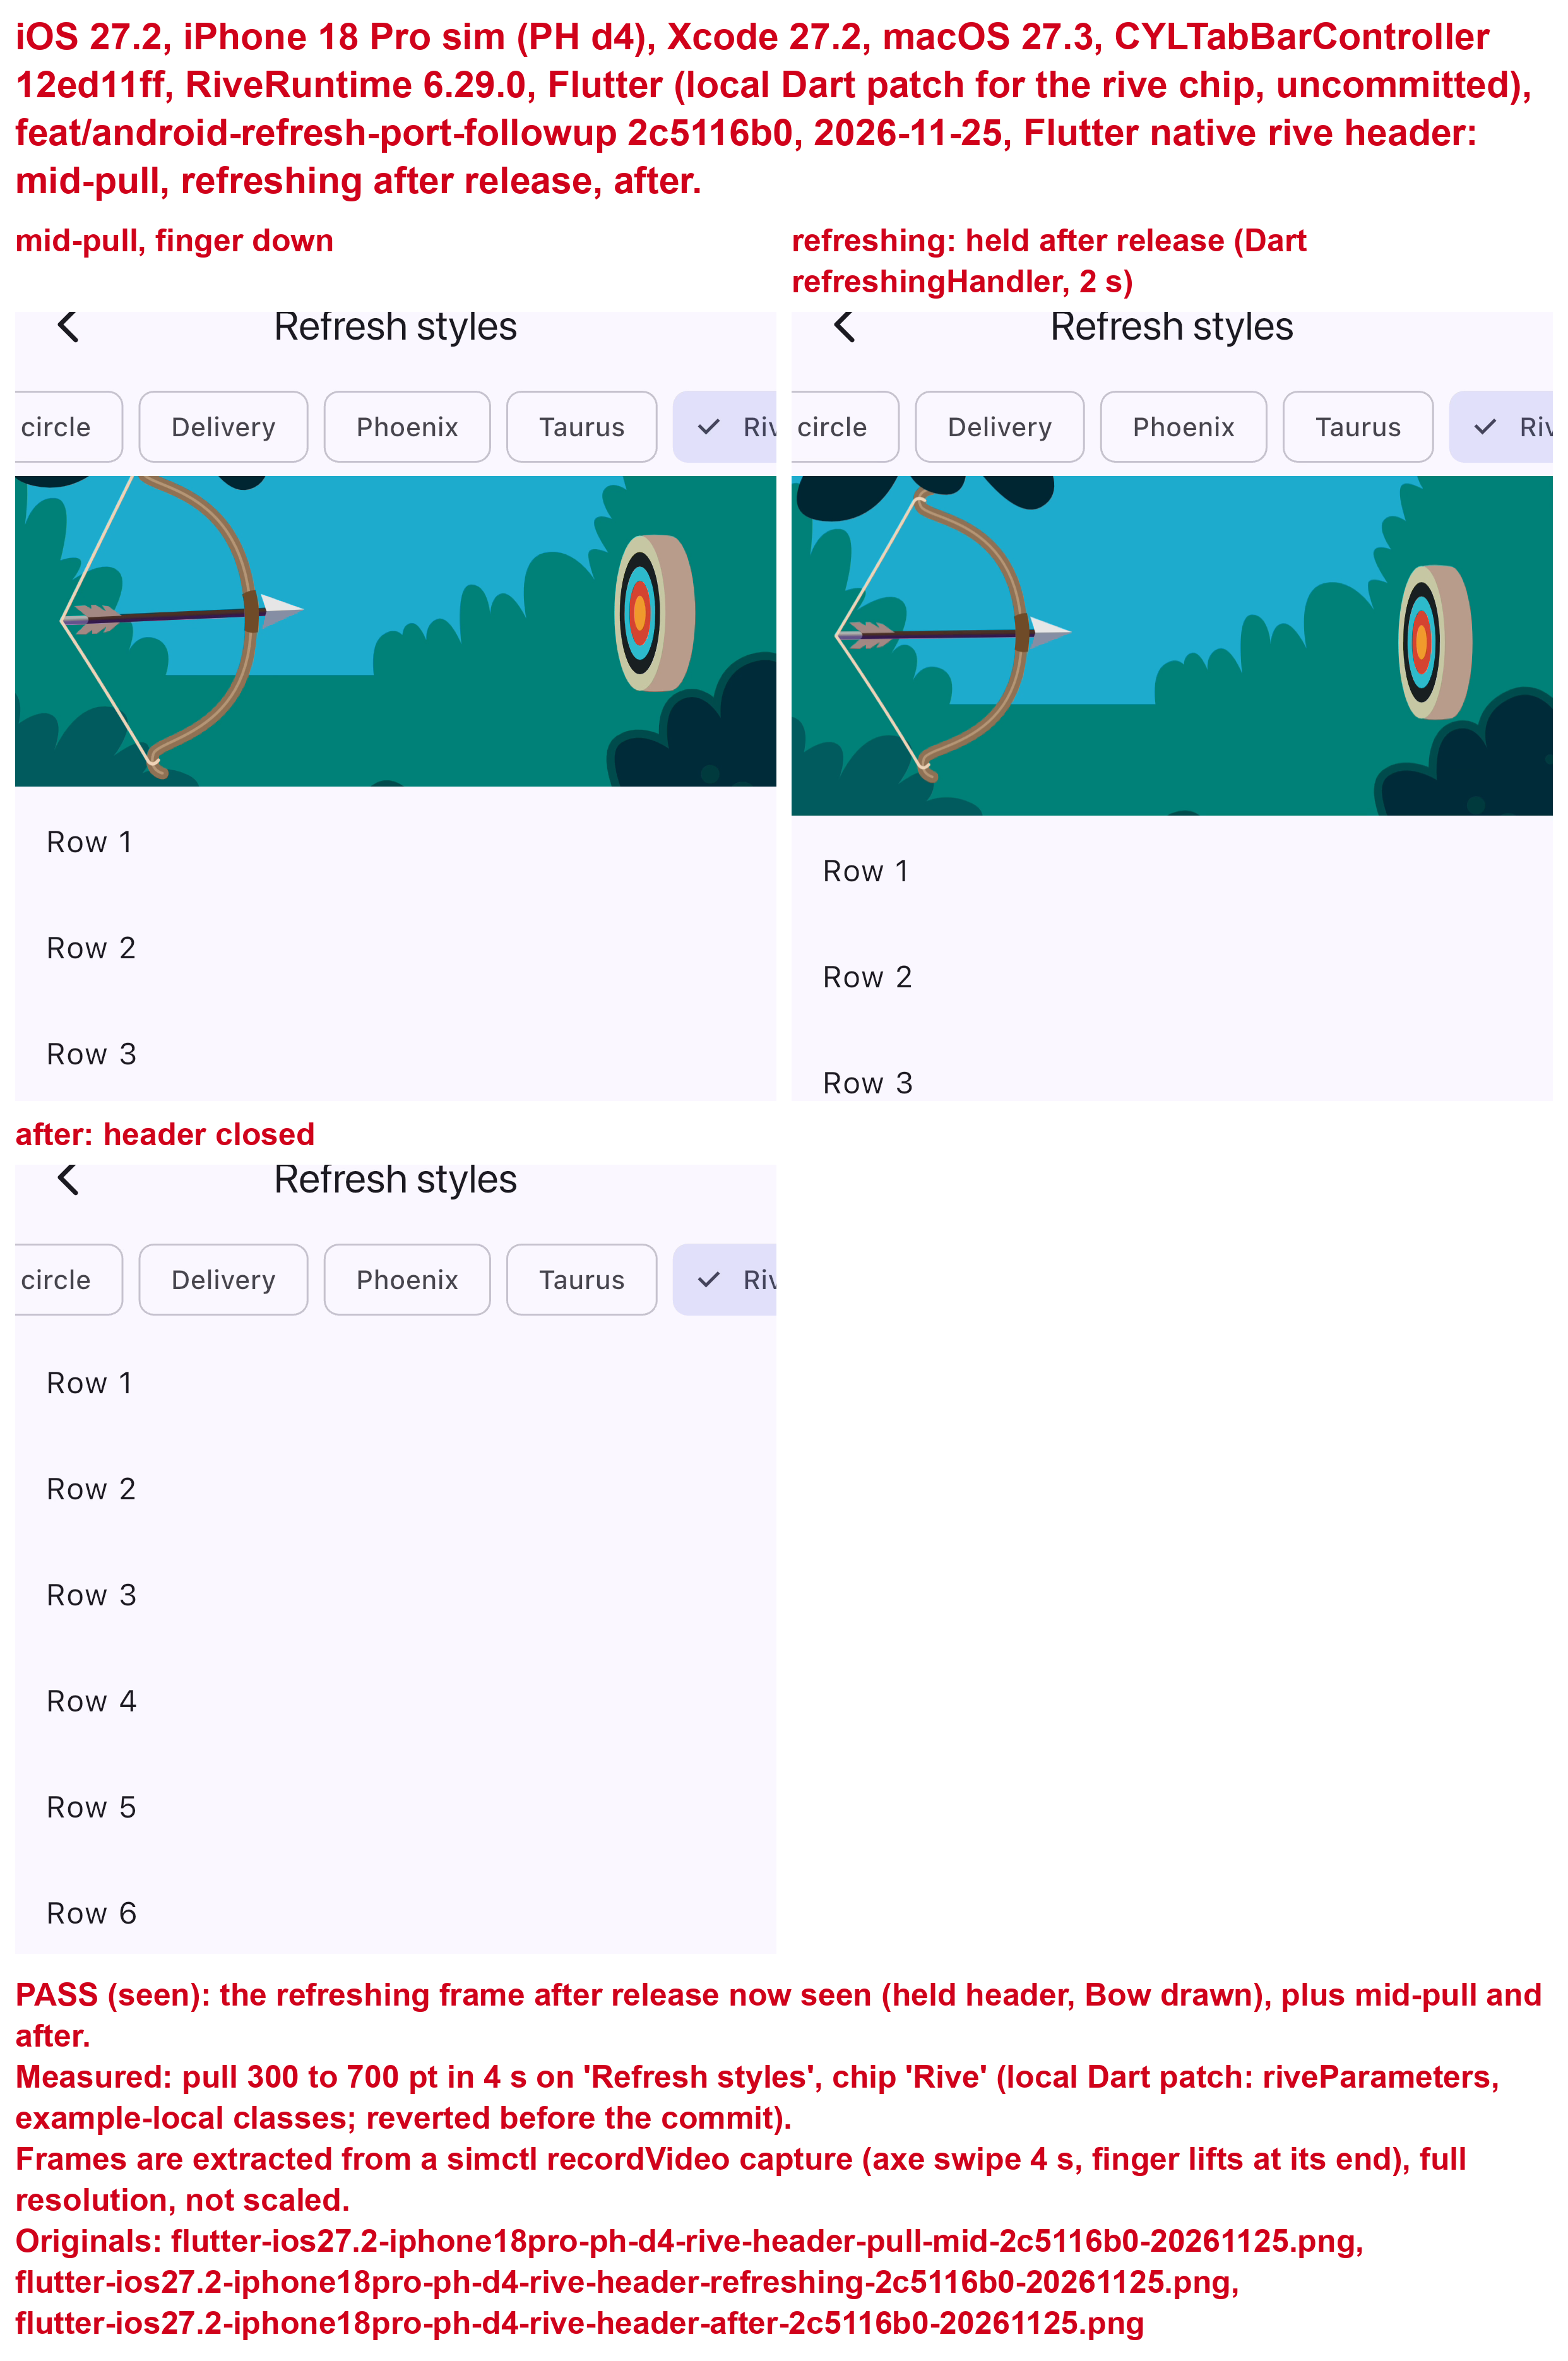 iOS 27.2, iPhone 18 Pro sim (PH d4), Xcode 27.2, macOS 27.3, CYLTabBarController
12ed11ff, RiveRuntime 6.29.0, Flutter (local Dart patch for the rive chip, uncommitted),
feat/android-refresh-port-followup 2c5116b0, 2026-11-25, Flutter native rive header:
mid-pull, refreshing after release, after.
mid-pull, finger down
Refresh styles
circle
Delivery
Phoenix
Taurus
Riv
Row 1
Row 2
Row 3
refreshing: held after release (Dart
refreshingHandler, 2 s)
Refresh styles
circle
Delivery
Phoenix
Taurus
Riv
Row 1
Row 2
Row 3
after: header closed
Refresh styles
circle
Delivery
Phoenix
Taurus
Riv
Row 1
Row 2
Row 3
Row 4
Row 5
Row 6
PASS (seen): the refreshing frame after release now seen (held header, Bow drawn), plus mid-pull and
after.
Measured: pull 300 to 700 pt in 4 s on 'Refresh styles', chip 'Rive' (local Dart patch: riveParameters,
example-local classes; reverted before the commit).
Frames are extracted from a simctl recordVideo capture (axe swipe 4 s, finger lifts at its end), full
resolution, not scaled.
Originals: flutter-ios27.2-iphone18pro-ph-d4-rive-header-pull-mid-2c5116b0-20261125.png,
flutter-ios27.2-iphone18pro-ph-d4-rive-header-refreshing-2c5116b0-20261125.png,
flutter-ios27.2-iphone18pro-ph-d4-rive-header-after-2c5116b0-20261125.png